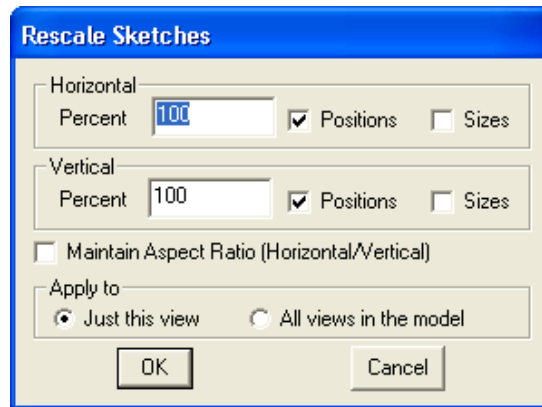 Rescale Sketches
Horizontal
Percent 100 Positions Sizes
Vertical
Percent 100 Positions Sizes
Maintain Aspect Ratio (Horizontal/Vertical)
Apply to
Just this view All views in the model
OK Cancel